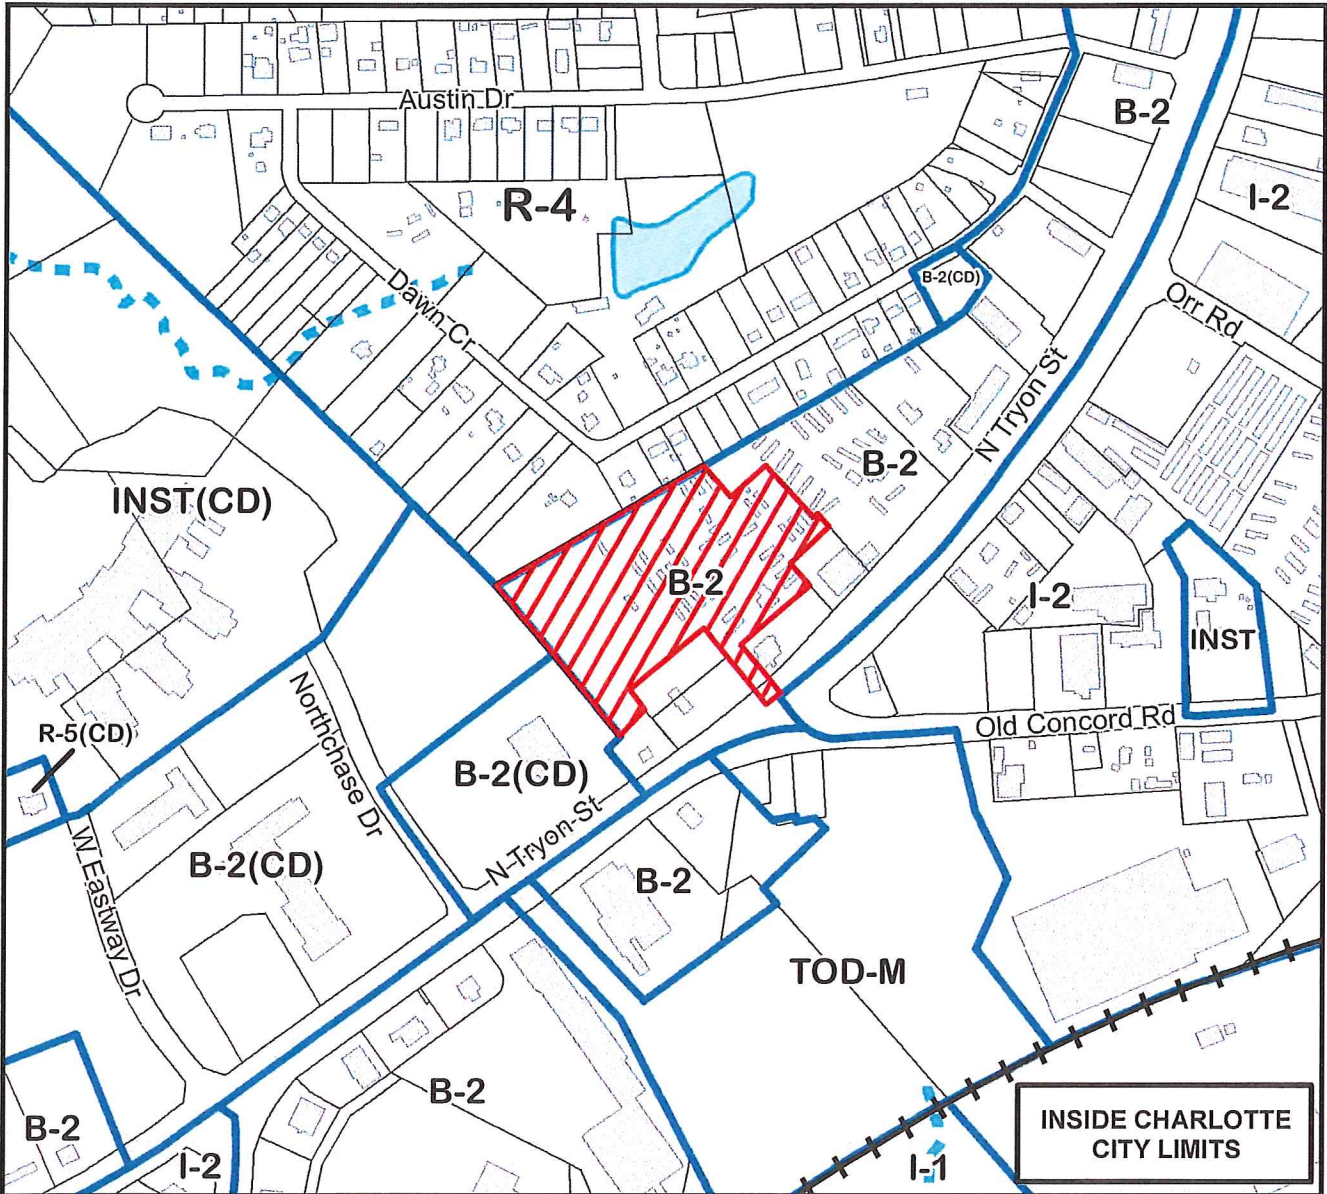 Austin Dr
B-2
R-4
I-2
B-2(CD)
Dawn Cr
Orr Rd
N Tryon St
B-2
INST(CD)
B-2
I-2
INST
Northchase Dr
Old Concord Rd
R-5(CD)
B-2(CD)
N Tryon St
B-2(CD)
B-2
W Eastway Dr
TOD-M
B-2
B-2
I-2
I-1
INSIDE CHARLOTTE
CITY LIMITS